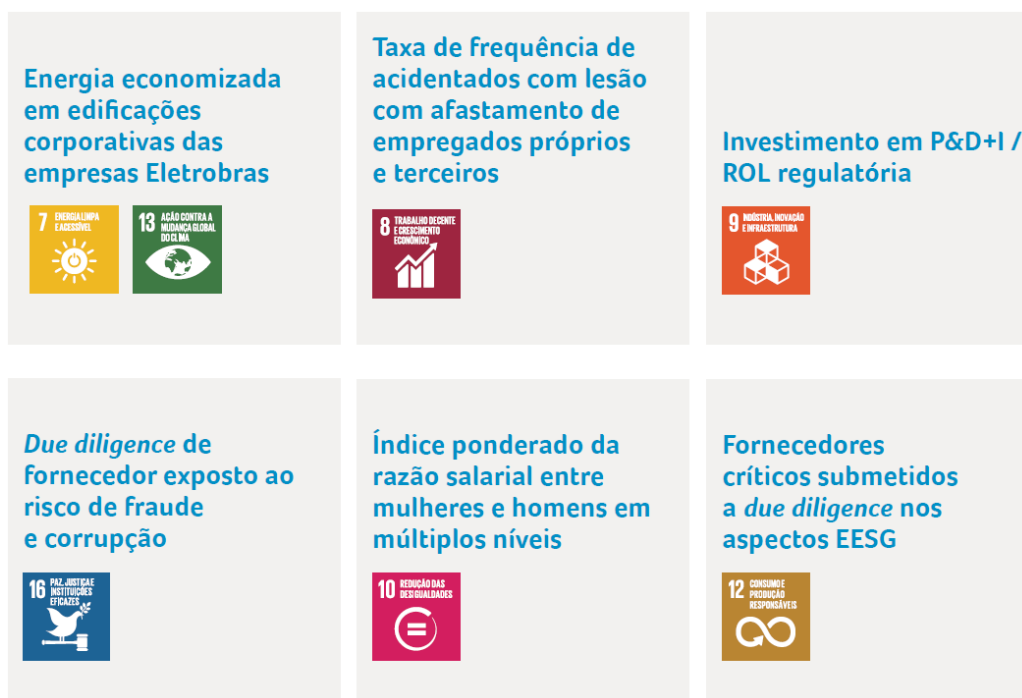 Energia economizada
em edificações
corporativas das
empresas Eletrobras
7 ENERGIA LIMPA
E ACESSÍVEL
13 AÇÃO CONTRA A
MUDANÇA GLOBAL
DO CLIMA
Taxa de frequência de
acidentados com lesão
com afastamento de
empregados próprios
e terceiros
8 TRABALHO DECENTE
E CRESCIMENTO
ECONÔMICO
Investimento em P&D+I /
ROL regulatória
9 INDÚSTRIA, INOVAÇÃO
E INFRAESTRUTURA
Due diligence de
fornecedor exposto ao
risco de fraude
e corrupção
16 PAZ, JUSTIÇA E
INSTITUIÇÕES
EFICAZES
Índice ponderado da
razão salarial entre
mulheres e homens em
múltiplos níveis
10 REDUÇÃO DAS
DESIGUALDADES
Fornecedores
críticos submetidos
a due diligence nos
aspectos EESG
12 CONSUMO E
PRODUÇÃO
RESPONSÁVEIS